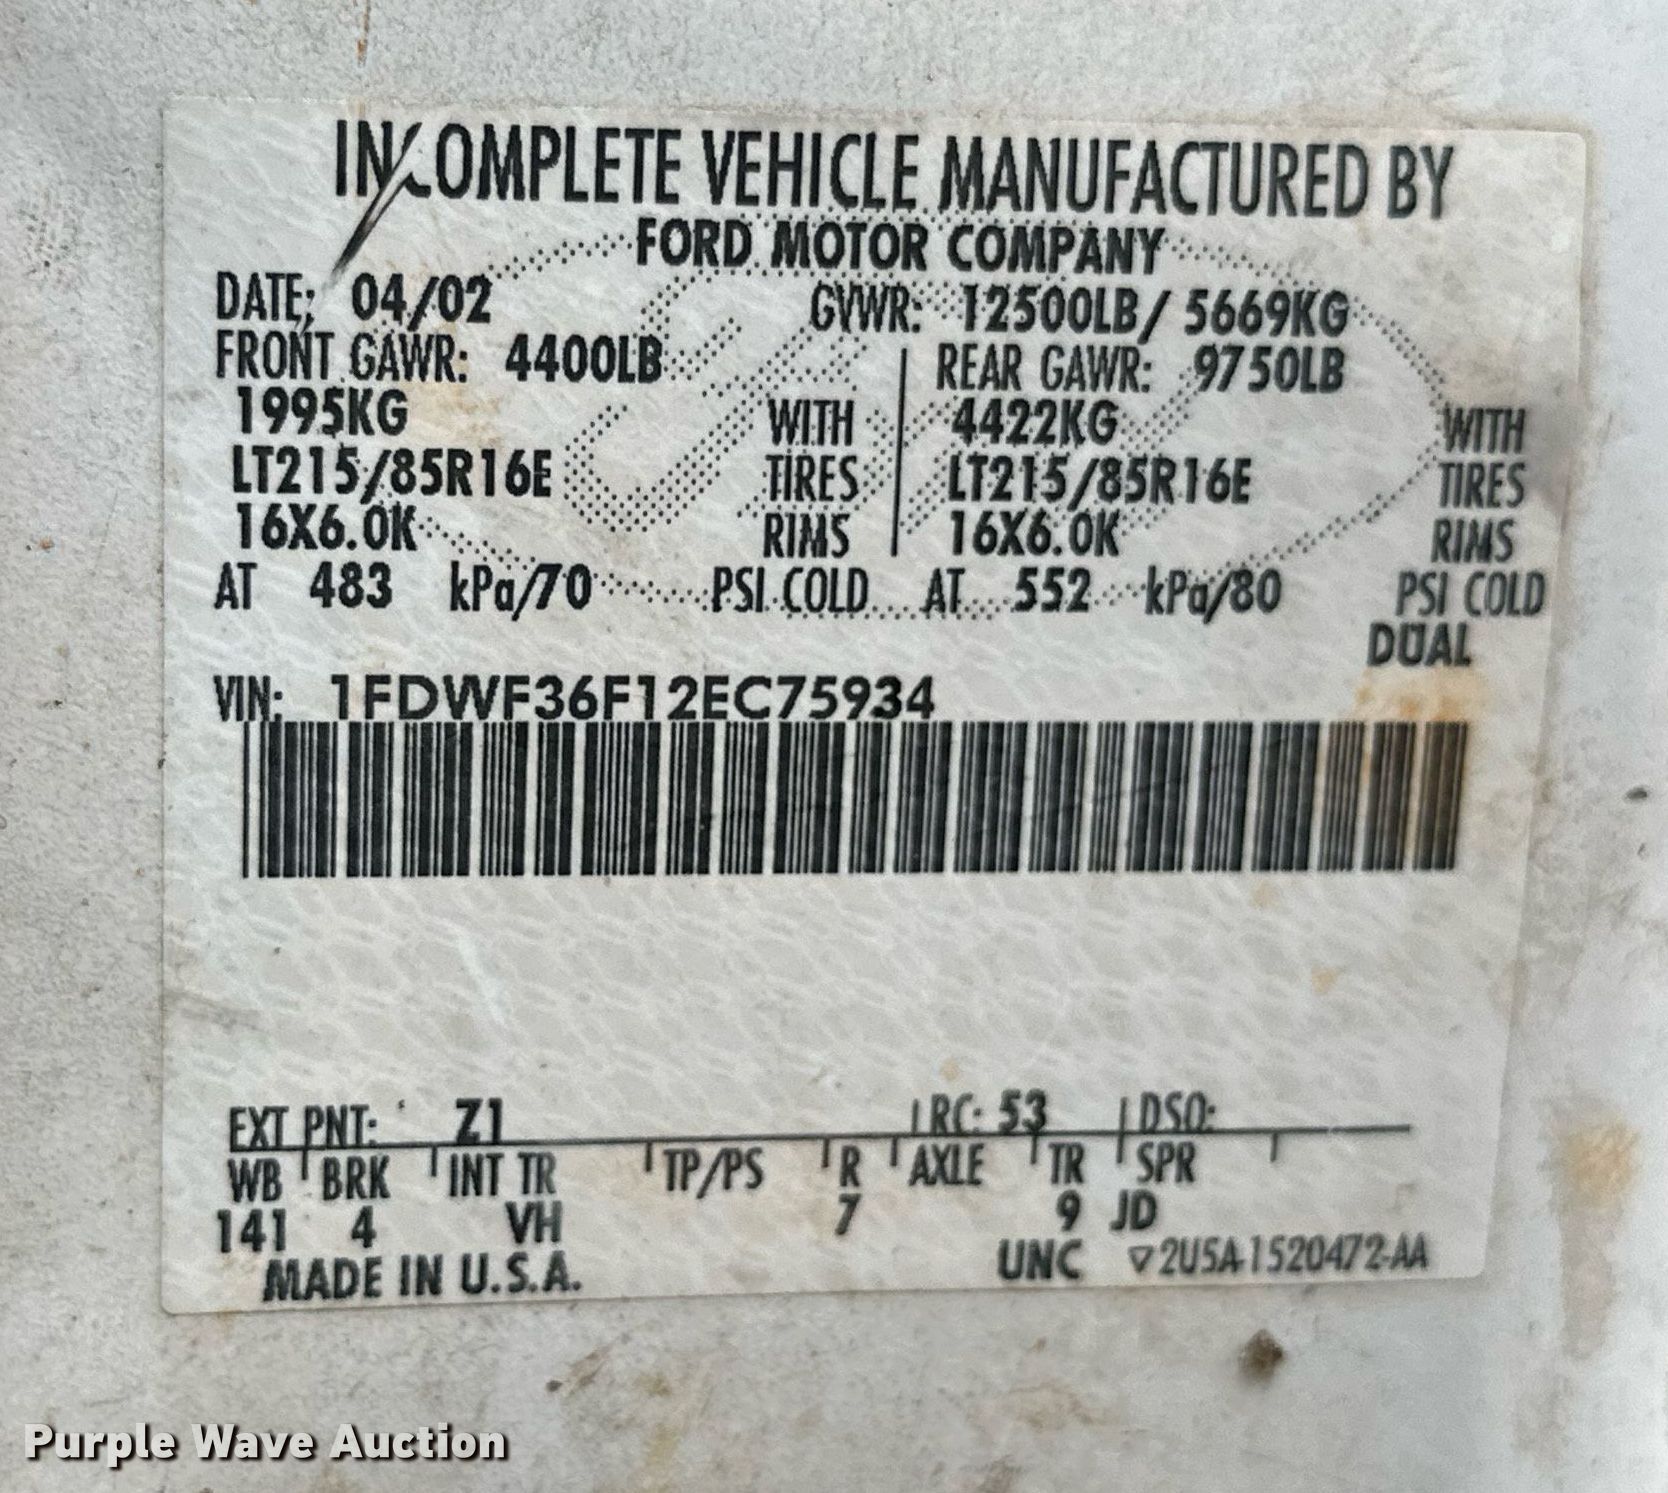 INCOMPLETE VEHICLE MANUFACTURED BY
FORD MOTOR COMPANY
DATE: 04/02 GVWR: 12500LB/ 5669KG
FRONT GAWR: 4400LB REAR GAWR: 9750LB
1995KG WITH 4422KG WITH
LT215/85R16E TIRES LT215/85R16E TIRES
16X6.0K RIMS 16X6.0K RIMS
AT 483 kPa/70 PSI COLD AT 552 kPa/80 PSI COLD
DUAL
VIN: 1FDWF36F12EC75934
EXT PNT: Z1 RC: 53 DSO:
WB BRK INT TR TP/PS R AXLE TR SPR
141 4 VH 7 9 JD
UNC ▽2U5A-1520472-AA
MADE IN U.S.A.
Purple Wave Auction